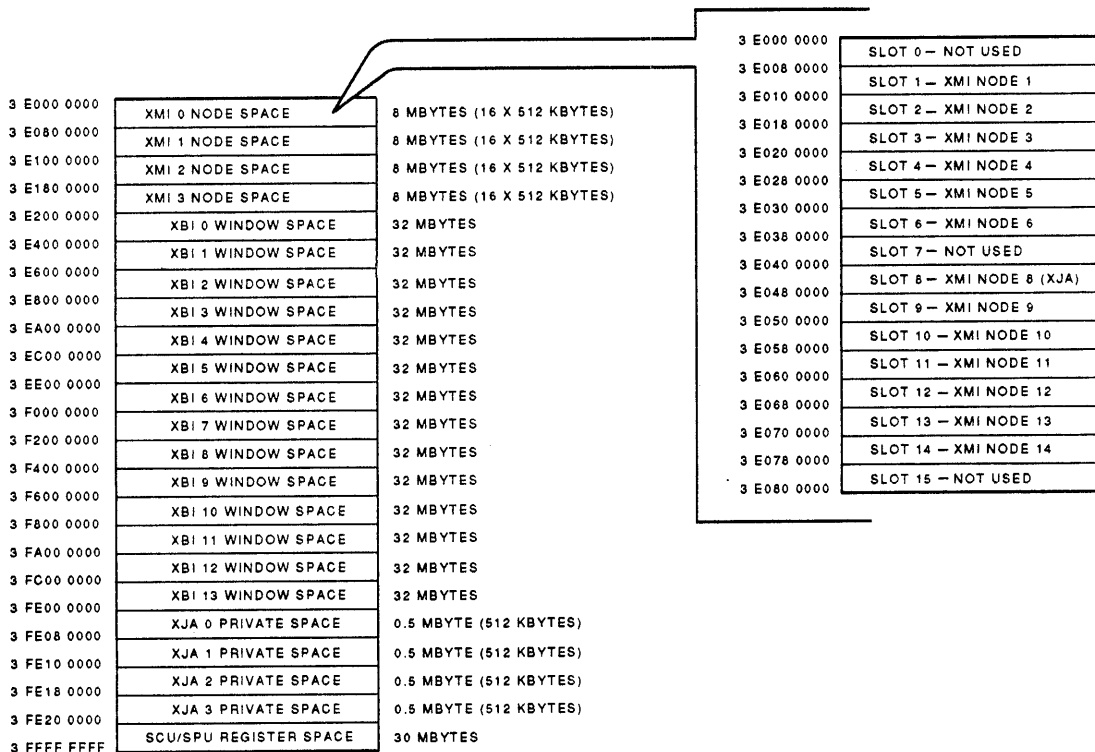 3 E000 0000
XMI 0 NODE SPACE 8 MBYTES (16 X 512 KBYTES)
3 E080 0000
XMI 1 NODE SPACE 8 MBYTES (16 X 512 KBYTES)
3 E100 0000
XMI 2 NODE SPACE 8 MBYTES (16 X 512 KBYTES)
3 E180 0000
XMI 3 NODE SPACE 8 MBYTES (16 X 512 KBYTES)
3 E200 0000
XBI 0 WINDOW SPACE 32 MBYTES
3 E400 0000
XBI 1 WINDOW SPACE 32 MBYTES
3 E600 0000
XBI 2 WINDOW SPACE 32 MBYTES
3 E800 0000
XBI 3 WINDOW SPACE 32 MBYTES
3 EA00 0000
XBI 4 WINDOW SPACE 32 MBYTES
3 EC00 0000
XBI 5 WINDOW SPACE 32 MBYTES
3 EE00 0000
XBI 6 WINDOW SPACE 32 MBYTES
3 F000 0000
XBI 7 WINDOW SPACE 32 MBYTES
3 F200 0000
XBI 8 WINDOW SPACE 32 MBYTES
3 F400 0000
XBI 9 WINDOW SPACE 32 MBYTES
3 F600 0000
XBI 10 WINDOW SPACE 32 MBYTES
3 F800 0000
XBI 11 WINDOW SPACE 32 MBYTES
3 FA00 0000
XBI 12 WINDOW SPACE 32 MBYTES
3 FC00 0000
XBI 13 WINDOW SPACE 32 MBYTES
3 FE00 0000
XJA 0 PRIVATE SPACE 0.5 MBYTE (512 KBYTES)
3 FE08 0000
XJA 1 PRIVATE SPACE 0.5 MBYTE (512 KBYTES)
3 FE10 0000
XJA 2 PRIVATE SPACE 0.5 MBYTE (512 KBYTES)
3 FE18 0000
XJA 3 PRIVATE SPACE 0.5 MBYTE (512 KBYTES)
3 FE20 0000
SCU/SPU REGISTER SPACE 30 MBYTES
3 FFFF FFFF
3 E000 0000
SLOT 0 — NOT USED
3 E008 0000
SLOT 1 — XMI NODE 1
3 E010 0000
SLOT 2 — XMI NODE 2
3 E018 0000
SLOT 3 — XMI NODE 3
3 E020 0000
SLOT 4 — XMI NODE 4
3 E028 0000
SLOT 5 — XMI NODE 5
3 E030 0000
SLOT 6 — XMI NODE 6
3 E038 0000
SLOT 7 — NOT USED
3 E040 0000
SLOT 8 — XMI NODE 8 (XJA)
3 E048 0000
SLOT 9 — XMI NODE 9
3 E050 0000
SLOT 10 — XMI NODE 10
3 E058 0000
SLOT 11 — XMI NODE 11
3 E060 0000
SLOT 12 — XMI NODE 12
3 E068 0000
SLOT 13 — XMI NODE 13
3 E070 0000
SLOT 14 — XMI NODE 14
3 E078 0000
SLOT 15 — NOT USED
3 E080 0000